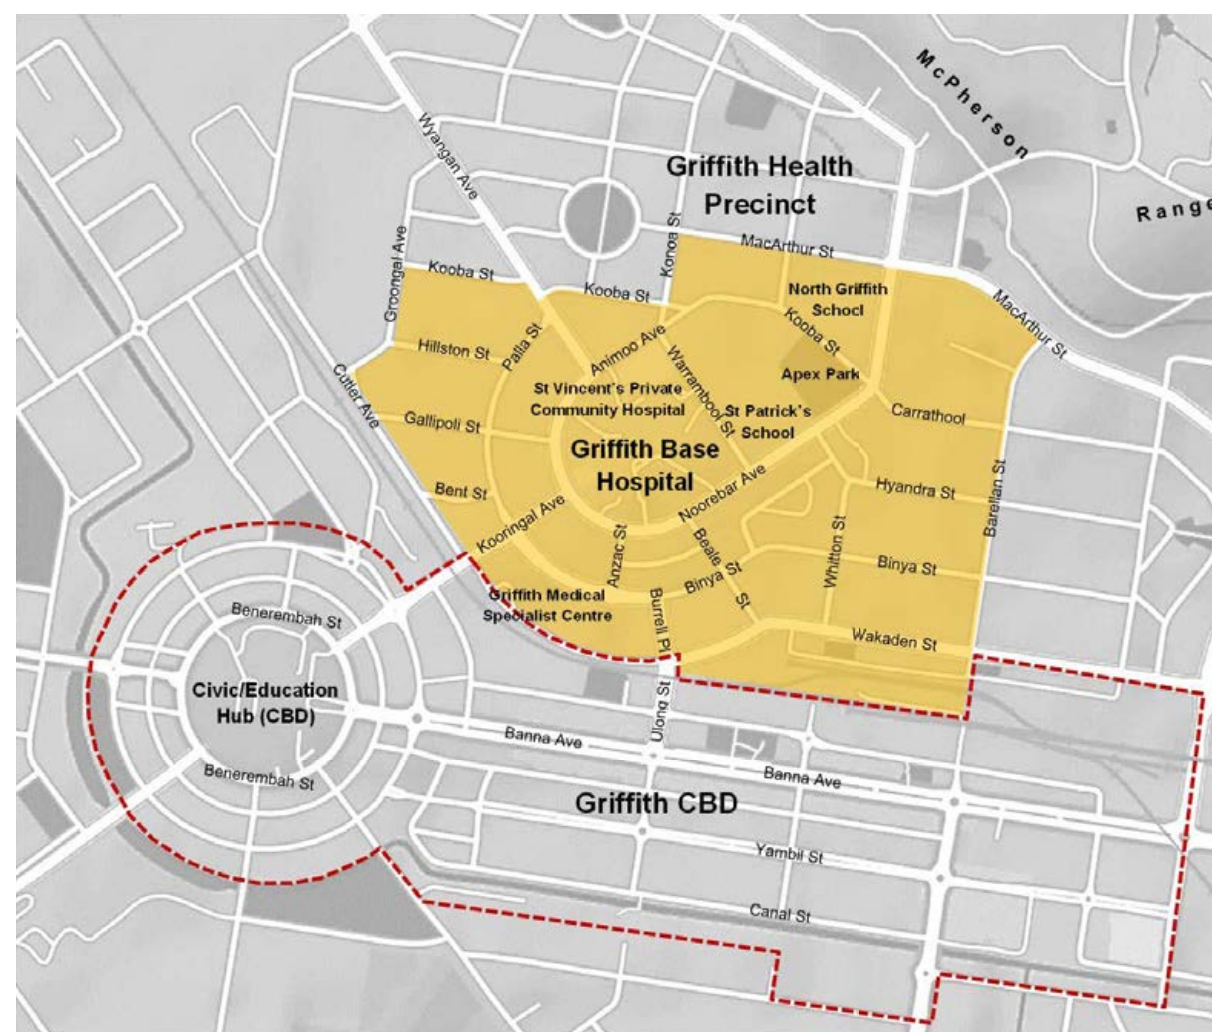 McPherson
Range
Wyangan Ave
Griffith Health
Precinct
Konoa St
MacArthur St
Groongal Ave
Kooba St
Kooba St
North Griffith
School
Kooba St
MacArthur St
Palla St
Animoo Ave
Hillston St
Warrambool St
Apex Park
Cutler Ave
St Vincent's Private
Community Hospital
St Patrick's
School
Carrathool
Gallipoli St
Griffith Base
Hospital
Bent St
Noorebar Ave
Hyandra St
Barellan St
Kooringal Ave
Anzac St
Beale St
Whitton St
Binya St
Binya St
Griffith Medical
Specialist Centre
Burrell Pl
Benerembah St
Wakaden St
Civic/Education
Hub (CBD)
Ulong St
Banna Ave
Banna Ave
Benerembah St
Griffith CBD
Yambil St
Canal St